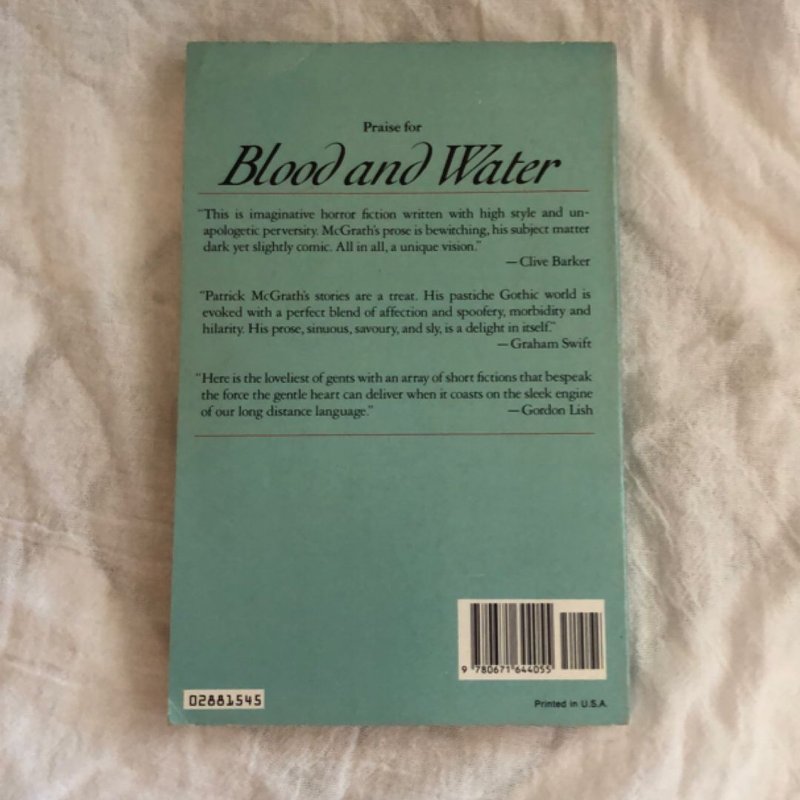 Praise for
Blood and Water
"This is imaginative horror fiction written with high style and un-
apologetic perversity. McGrath's prose is bewitching, his subject matter
dark yet slightly comic. All in all, a unique vision."
—Clive Barker
"Patrick McGrath's stories are a treat. His pastiche Gothic world is
evoked with a perfect blend of affection and spoofery, morbidity and
hilarity. His prose, sinuous, savoury, and sly, is a delight in itself."
—Graham Swift
"Here is the loveliest of gents with an array of short fictions that bespeak
the force the gentle heart can deliver when it coasts on the sleek engine
of our long distance language." —Gordon Lish
9 780671 644055
02881545
Printed in U.S.A.